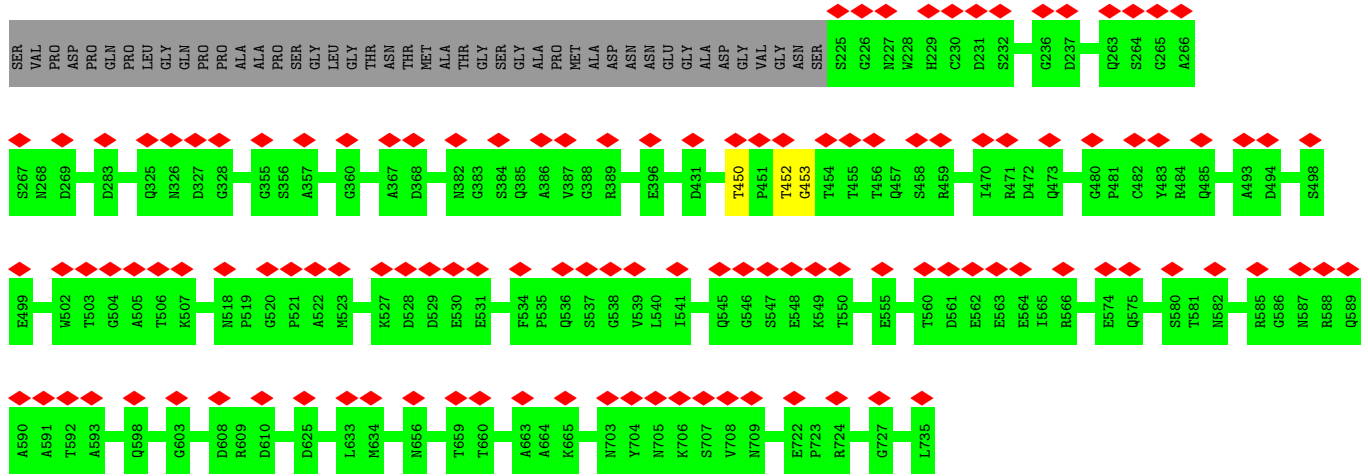 SER VAL PRO ASP PRO GLN PRO LEU GLY GLN PRO PRO ALA ALA PRO SER GLY LEU GLY THR ASN THR MET ALA THR GLY SER GLY ALA PRO MET ALA ASP ASN ASN GLU GLY ALA ASP GLY VAL GLY ASN SER S225 G226 N227 W228 H229 C230 D231 S232 G236 D237 Q263 S264 G265 A266
S267 N268 D269 D283 Q325 N326 D327 G328 G355 S356 A357 G360 A367 D368 N382 G383 S384 Q385 A386 V387 G388 R389 E396 D431 T450 P451 T452 G453 T454 T455 T456 Q457 S458 R459 I470 R471 D472 Q473 G480 P481 C482 Y483 R484 Q485 A493 D494 S498
E499 W502 T503 G504 A505 T506 K507 N518 P519 G520 P521 A522 M523 K527 D528 D529 E530 E531 F534 P535 Q536 S537 G538 V539 L540 I541 Q545 G546 S547 E548 K549 T550 E555 T560 D561 E562 E563 E564 I565 R566 E574 Q575 S580 T581 N582 R585 G586 N587 R588 Q589
A590 A591 T592 A593 Q598 G603 D608 R609 D610 D625 L633 M634 N656 T659 T660 A663 A664 K665 N703 Y704 N705 K706 S707 V708 N709 E722 P723 R724 G727 L735